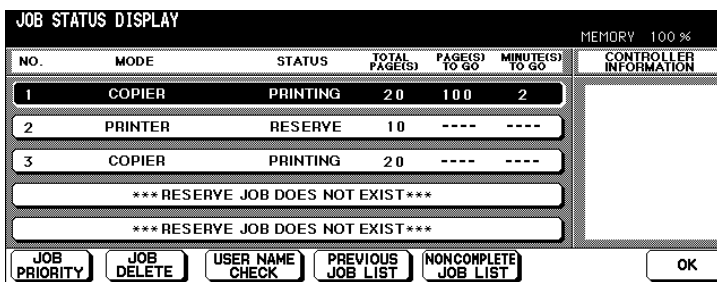 JOB STATUS DISPLAY
MEMORY 100 %
NO. MODE STATUS TOTAL PAGE(S) PAGE(S) TO GO MINUTE(S) TO GO CONTROLLER INFORMATION
1 COPIER PRINTING 20 100 2
2 PRINTER RESERVE 10 ---- ----
3 COPIER PRINTING 20
*** RESERVE JOB DOES NOT EXIST ***
*** RESERVE JOB DOES NOT EXIST ***
JOB PRIORITY JOB DELETE USER NAME CHECK PREVIOUS JOB LIST NONCOMPLETE JOB LIST OK